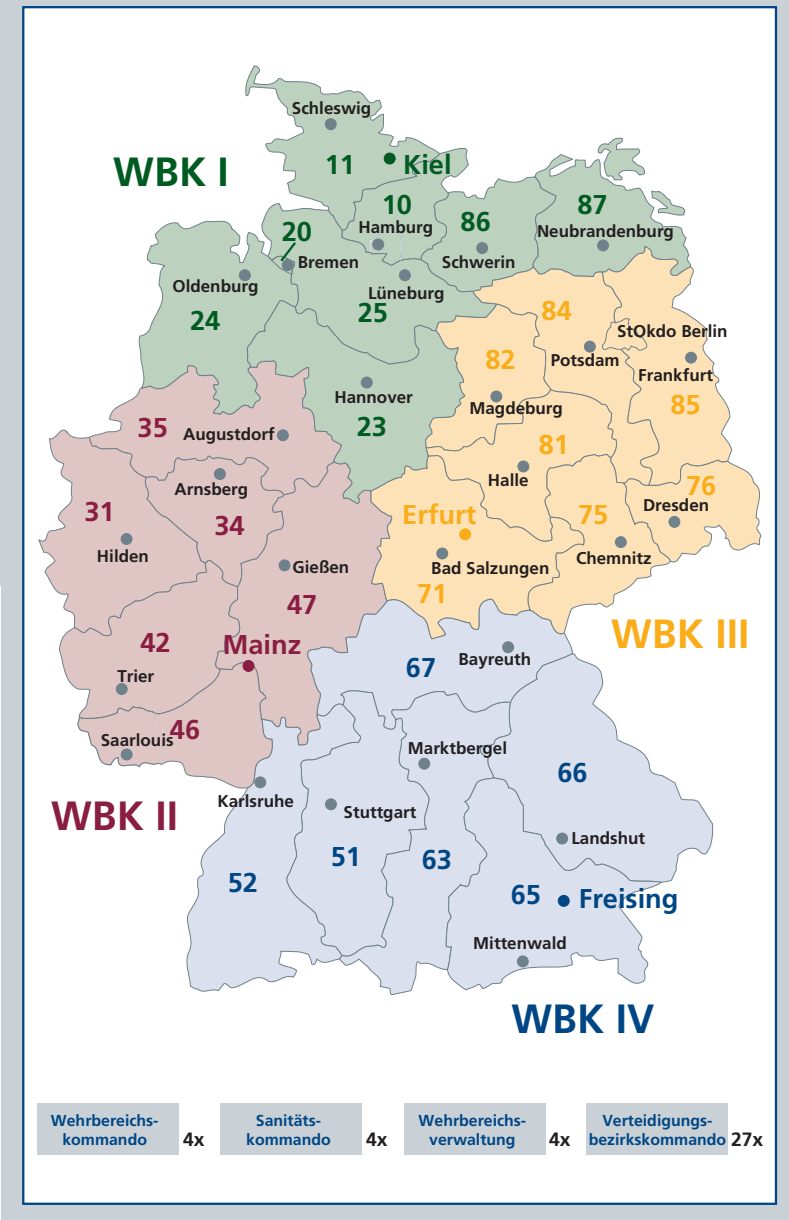 Schleswig
WBK I
11
Kiel
10
Hamburg
86
Schwerin
87
Neubrandenburg
20
Bremen
Oldenburg
24
Lüneburg
25
Hannover
23
84
Potsdam
StOkdo Berlin
Frankfurt
85
82
Magdeburg
81
Halle
76
Dresden
75
Chemnitz
Erfurt
Bad Salzungen
71
WBK III
35
Augustdorf
Arnsberg
34
31
Hilden
Gießen
47
42
Mainz
Trier
46
Saarlouis
WBK II
67
Bayreuth
Marktbergel
66
Landshut
Karlsruhe
Stuttgart
51
52
63
65
Freising
Mittenwald
WBK IV
Wehrbereichs-
kommando
4x
Sanitäts-
kommando
4x
Wehrbereichs-
verwaltung
4x
Verteidigungs-
bezirkskommando
27x